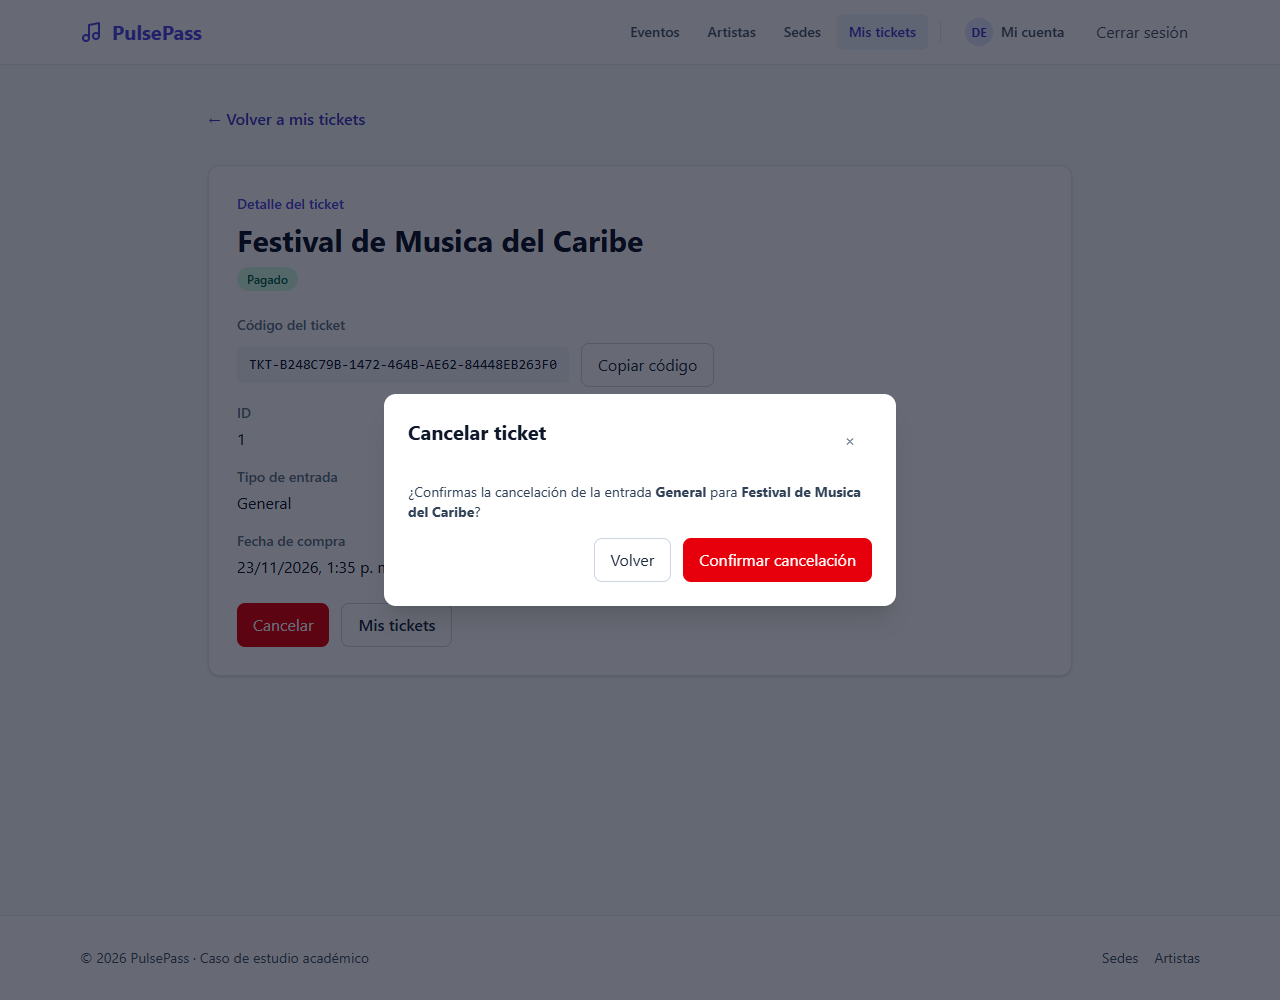 PulsePass
Eventos
Artistas
Sedes
Mis tickets
DE
Mi cuenta
Cerrar sesión
← Volver a mis tickets
Detalle del ticket
Festival de Musica del Caribe
Pagado
Código del ticket
TKT-B248C79B-1472-464B-AE62-84448EB263F0
Copiar código
ID
1
Tipo de entrada
General
Fecha de compra
23/11/2026, 1:35 p.
Cancelar
Mis tickets
Cancelar ticket
×
¿Confirmas la cancelación de la entrada General para Festival de Musica
del Caribe?
Volver
Confirmar cancelación
© 2026 PulsePass · Caso de estudio académico
Sedes
Artistas